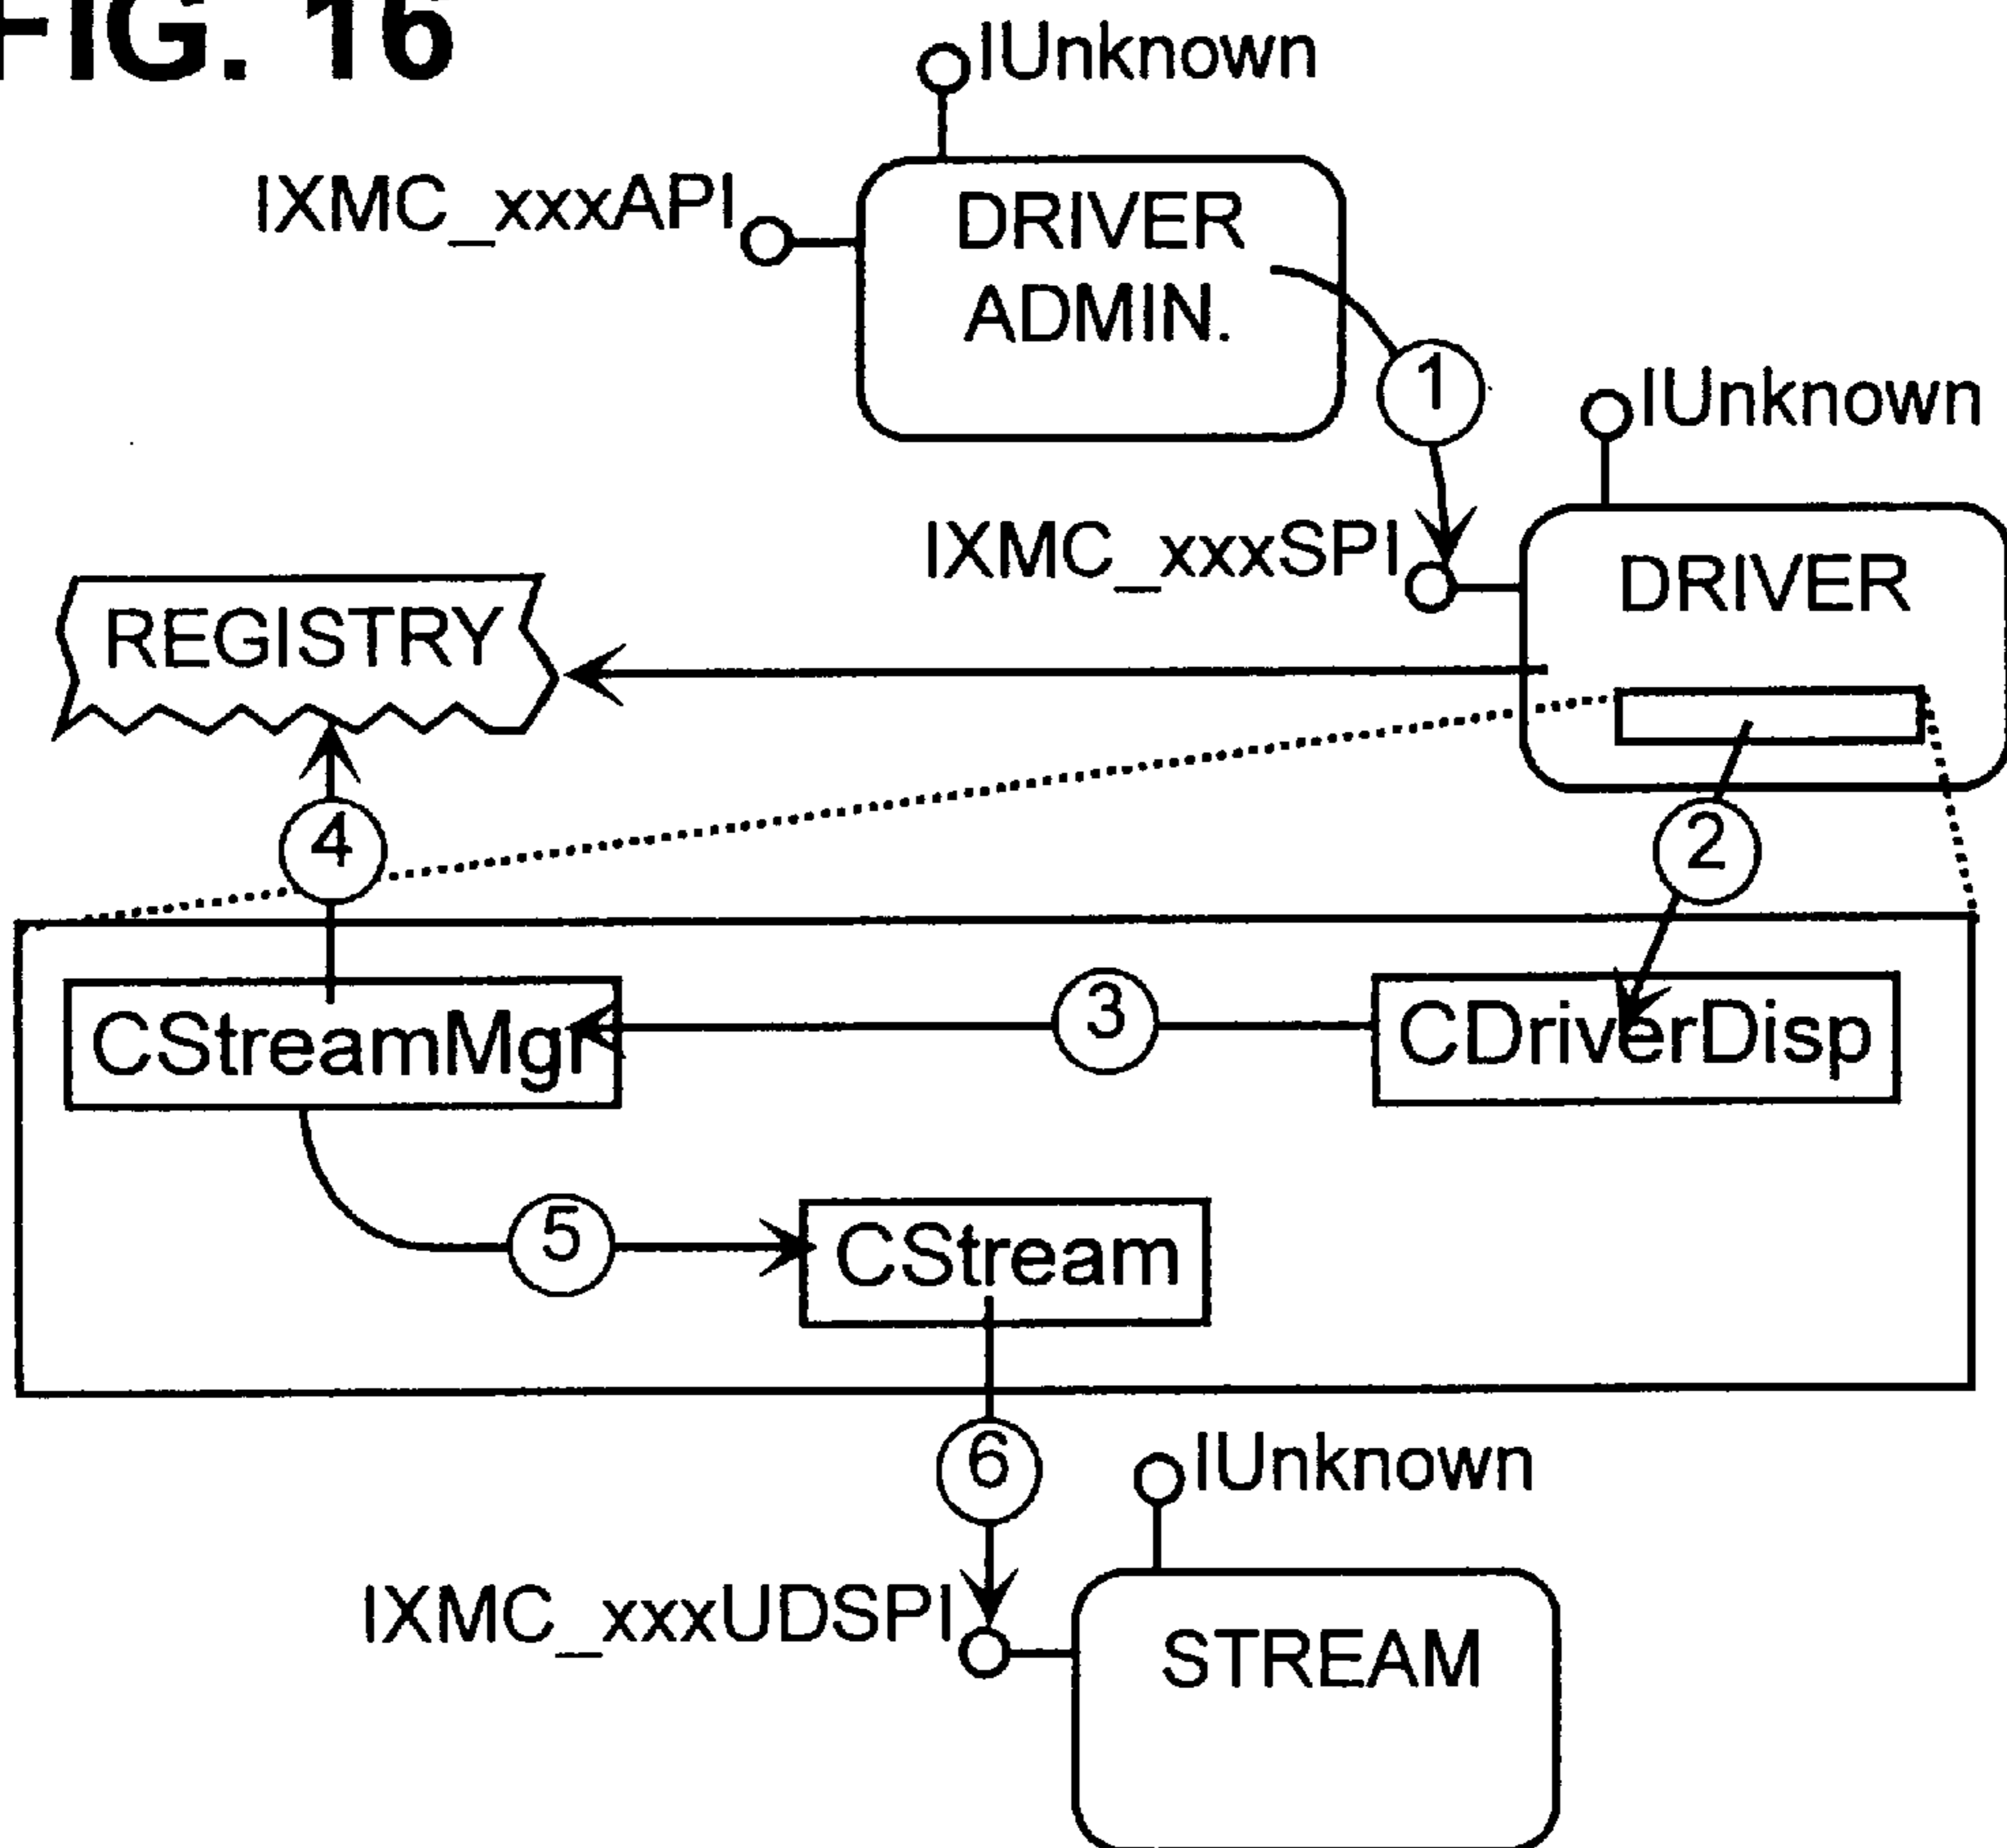 FIG. 16
IUnknown
IXMC_xxxAPI
DRIVER
ADMIN.
1
IUnknown
IXMC_xxxSPI
DRIVER
REGISTRY
4
2
CStreamMgr
3
CDriverDisp
5
CStream
6
IUnknown
IXMC_xxxUDSPI
STREAM